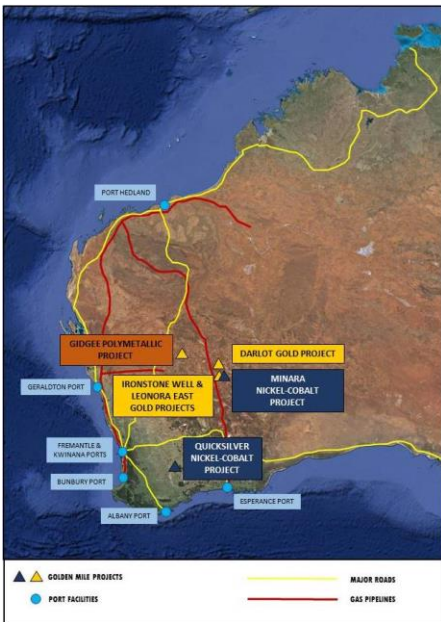 PORT HEDLAND
GIDGEE POLYMETALLIC
PROJECT
DARLOT GOLD PROJECT
IRONSTONE WELL &
LEONORA EAST
GOLD PROJECTS
MINARA
NICKEL-COBALT
PROJECT
GERALDTON PORT
QUICKSILVER
NICKEL-COBALT
PROJECT
FREMANTLE &
KWINANA PORTS
BUNBURY PORT
ESPERANCE PORT
ALBANY PORT
GOLDEN MILE PROJECTS
MAJOR ROADS
PORT FACILITIES
GAS PIPELINES